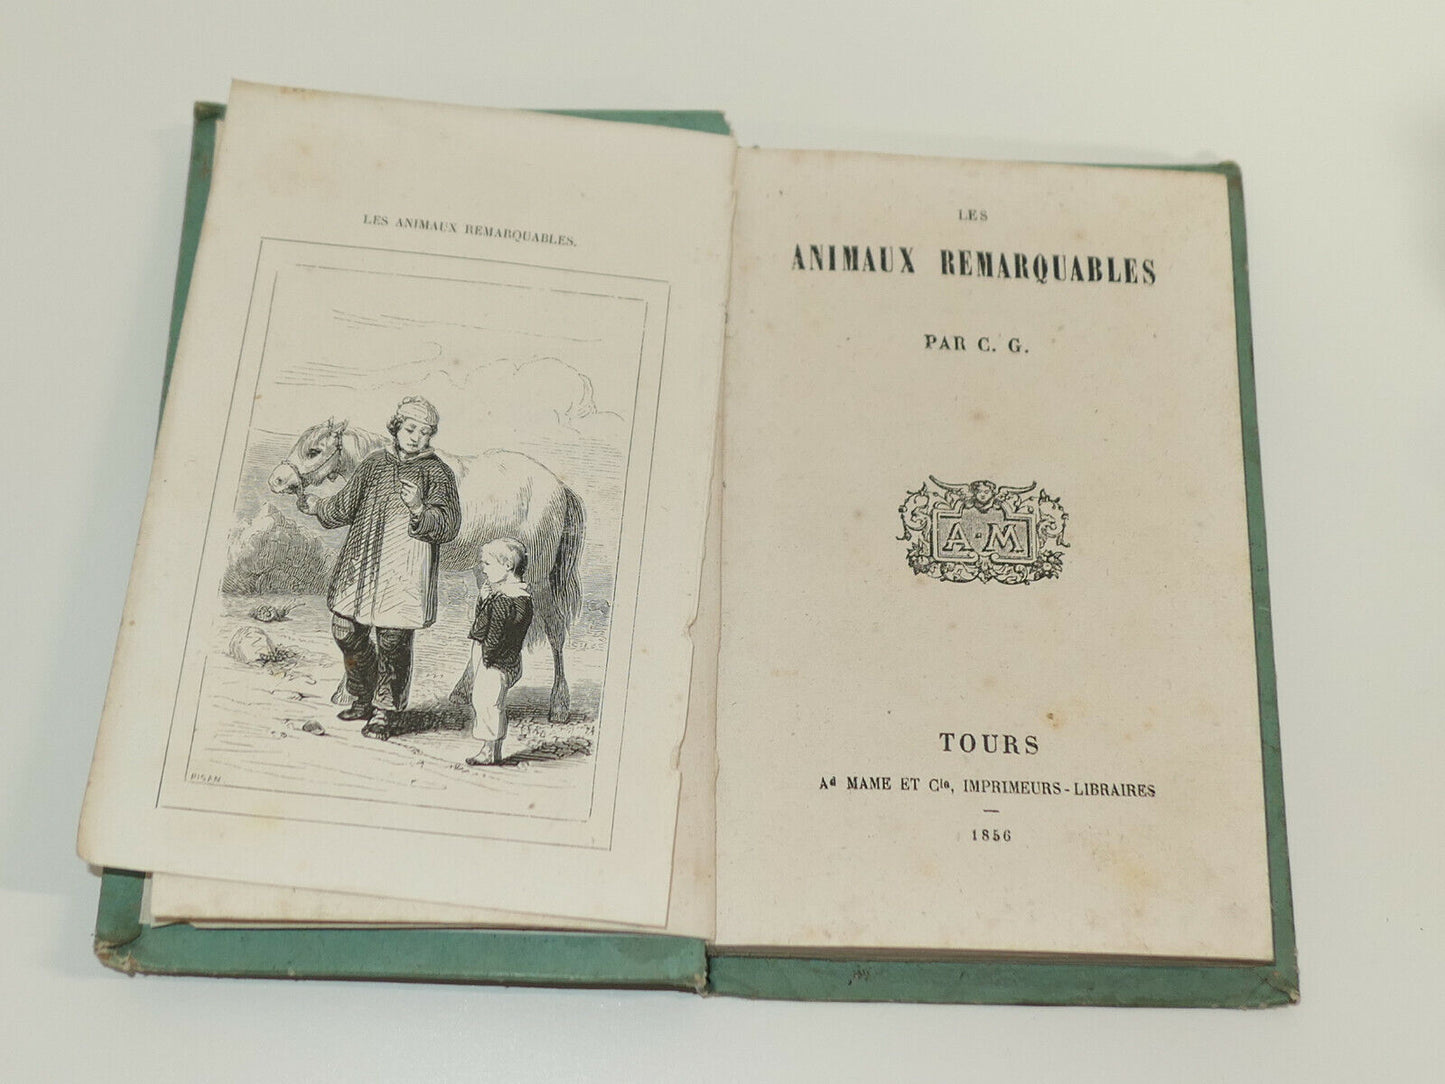 LES ANIMAUX REMARQUABLES.
PISAN
LES
ANIMAUX REMARQUABLES
PAR C. G.
A·M
TOURS
Ad MAME ET Cie, IMPRIMEURS-LIBRAIRES
—
1856